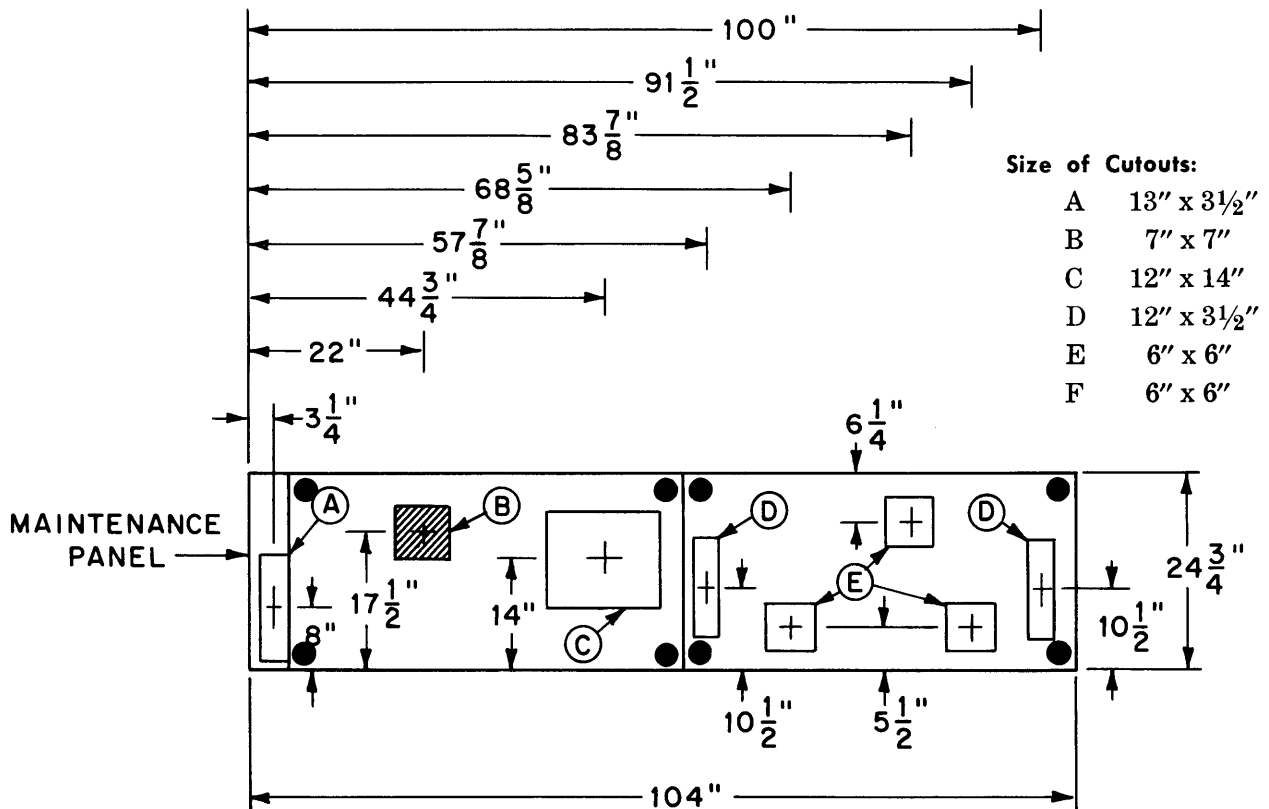 100"
91 1/2"
83 7/8"
68 5/8"
57 7/8"
44 3/4"
22"
3 1/4"
Size of Cutouts:
A 13″ x 3½″
B 7″ x 7″
C 12″ x 14″
D 12″ x 3½″
E 6″ x 6″
F 6″ x 6″
6 1/4"
MAINTENANCE
PANEL
A
B
D
D
E
C
8"
17 1/2"
14"
24 3/4"
10 1/2"
10 1/2"
5 1/2"
104"